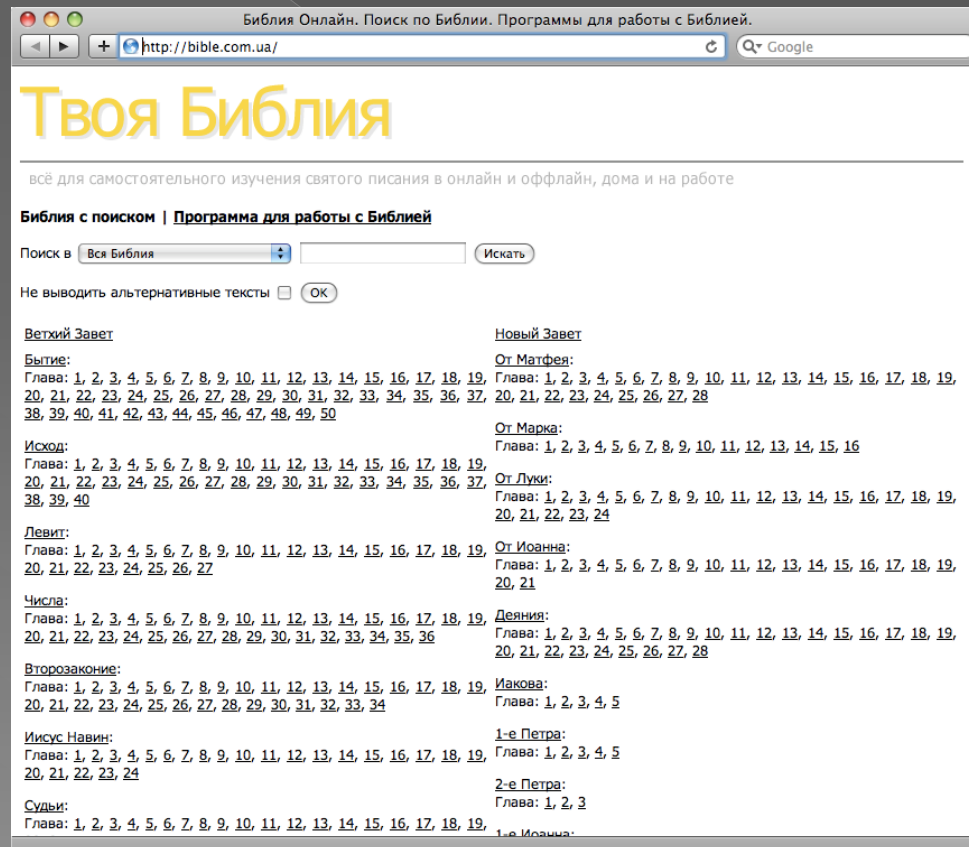 Библия Онлайн. Поиск по Библии. Программы для работы с Библией.
http://bible.com.ua/
Google
Твоя Библия
всё для самостоятельного изучения святого писания в онлайн и оффлайн, дома и на работе
Библия с поиском | Программа для работы с Библией
Поиск в Вся Библия Искать
Не выводить альтернативные тексты OK
Ветхий Завет
Бытие:
Глава: 1, 2, 3, 4, 5, 6, 7, 8, 9, 10, 11, 12, 13, 14, 15, 16, 17, 18, 19,
20, 21, 22, 23, 24, 25, 26, 27, 28, 29, 30, 31, 32, 33, 34, 35, 36, 37,
38, 39, 40, 41, 42, 43, 44, 45, 46, 47, 48, 49, 50
Исход:
Глава: 1, 2, 3, 4, 5, 6, 7, 8, 9, 10, 11, 12, 13, 14, 15, 16, 17, 18, 19,
20, 21, 22, 23, 24, 25, 26, 27, 28, 29, 30, 31, 32, 33, 34, 35, 36, 37,
38, 39, 40
Левит:
Глава: 1, 2, 3, 4, 5, 6, 7, 8, 9, 10, 11, 12, 13, 14, 15, 16, 17, 18, 19,
20, 21, 22, 23, 24, 25, 26, 27
Числа:
Глава: 1, 2, 3, 4, 5, 6, 7, 8, 9, 10, 11, 12, 13, 14, 15, 16, 17, 18, 19,
20, 21, 22, 23, 24, 25, 26, 27, 28, 29, 30, 31, 32, 33, 34, 35, 36
Второзаконие:
Глава: 1, 2, 3, 4, 5, 6, 7, 8, 9, 10, 11, 12, 13, 14, 15, 16, 17, 18, 19,
20, 21, 22, 23, 24, 25, 26, 27, 28, 29, 30, 31, 32, 33, 34
Иисус Навин:
Глава: 1, 2, 3, 4, 5, 6, 7, 8, 9, 10, 11, 12, 13, 14, 15, 16, 17, 18, 19,
20, 21, 22, 23, 24
Судьи:
Глава: 1, 2, 3, 4, 5, 6, 7, 8, 9, 10, 11, 12, 13, 14, 15, 16, 17, 18, 19,
Новый Завет
От Матфея:
Глава: 1, 2, 3, 4, 5, 6, 7, 8, 9, 10, 11, 12, 13, 14, 15, 16, 17, 18, 19,
20, 21, 22, 23, 24, 25, 26, 27, 28
От Марка:
Глава: 1, 2, 3, 4, 5, 6, 7, 8, 9, 10, 11, 12, 13, 14, 15, 16
От Луки:
Глава: 1, 2, 3, 4, 5, 6, 7, 8, 9, 10, 11, 12, 13, 14, 15, 16, 17, 18, 19,
20, 21, 22, 23, 24
От Иоанна:
Глава: 1, 2, 3, 4, 5, 6, 7, 8, 9, 10, 11, 12, 13, 14, 15, 16, 17, 18, 19,
20, 21
Деяния:
Глава: 1, 2, 3, 4, 5, 6, 7, 8, 9, 10, 11, 12, 13, 14, 15, 16, 17, 18, 19,
20, 21, 22, 23, 24, 25, 26, 27, 28
Иакова:
Глава: 1, 2, 3, 4, 5
1-е Петра:
Глава: 1, 2, 3, 4, 5
2-е Петра:
Глава: 1, 2, 3
1-е Иоанна: